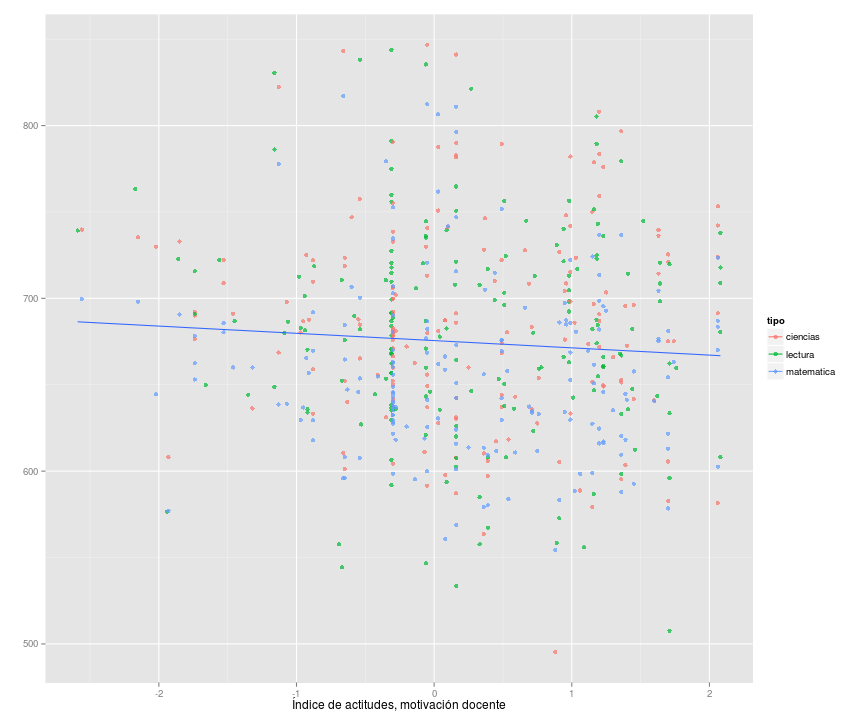 800
700
600
500
-2
-1
0
1
2
Índice de actitudes, motivación docente
tipo
ciencias
lectura
matematica